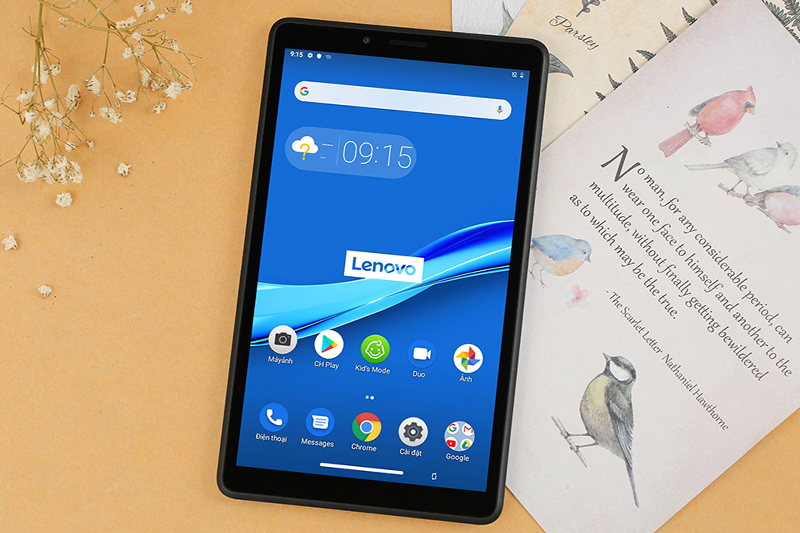 9:15
09:15
Lenovo
Máy ảnh
CH Play
Kid's Mode
Duo
Ảnh
Điện thoại
Messages
Chrome
Cài đặt
Google
Parsley
No man, for any considerable period, can
wear one face to himself and another to the
multitude, without finally getting bewildered
as to which may be the true.
- The Scarlet Letter Nathaniel Hawthorne